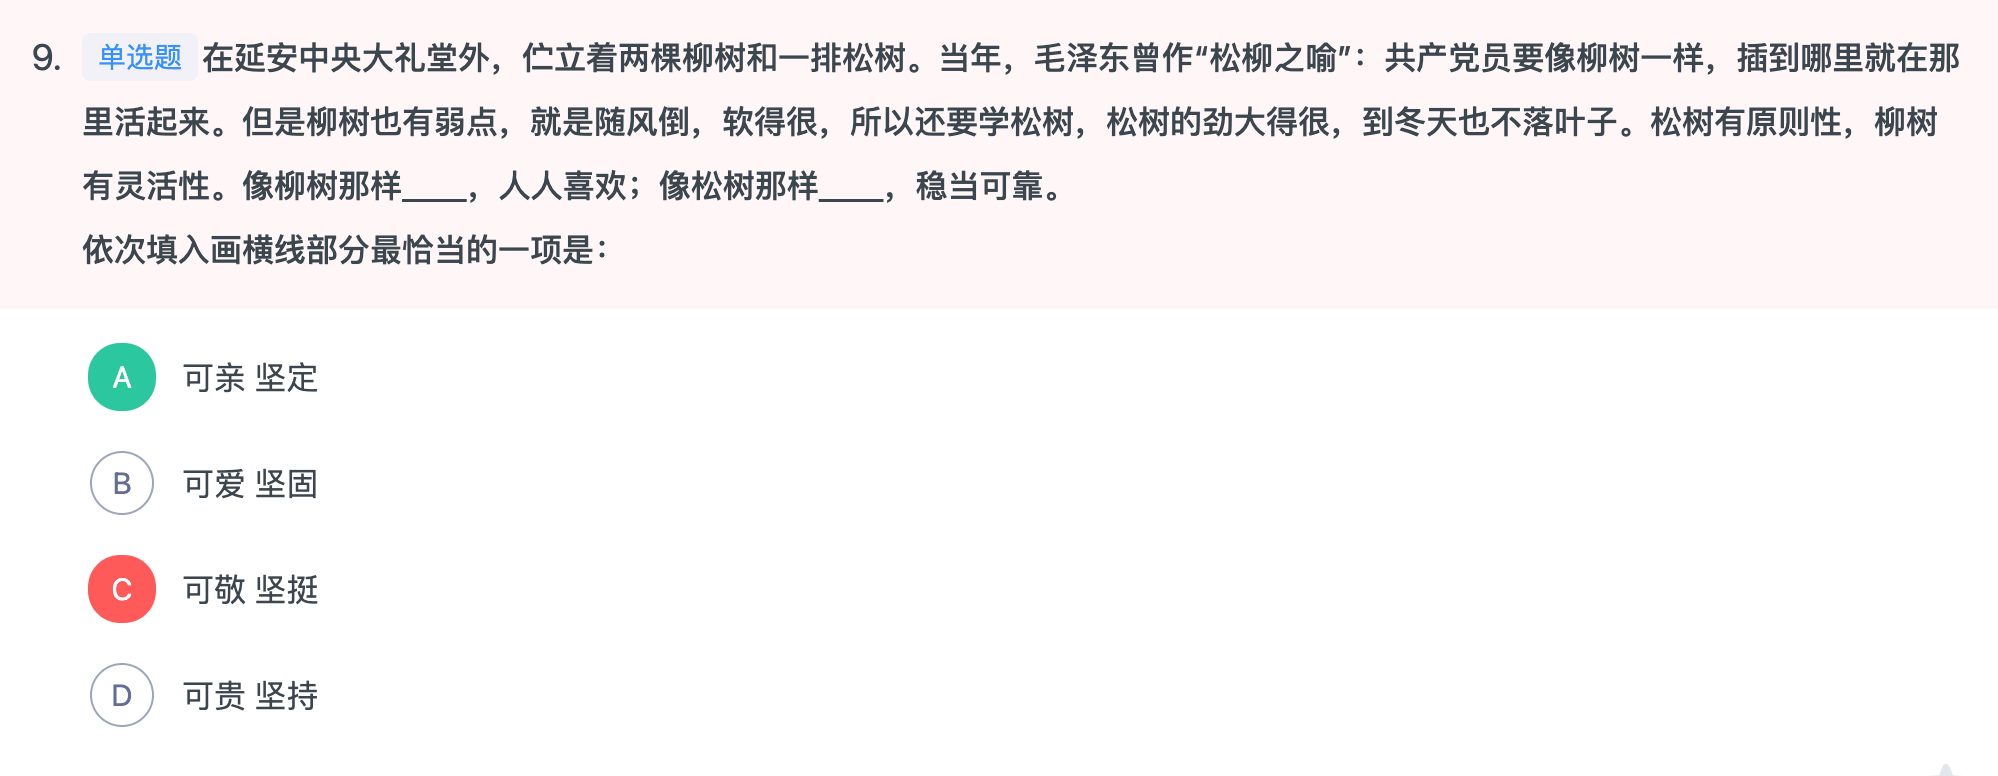 9. 单选题 在延安中央大礼堂外，伫立着两棵柳树和一排松树。当年，毛泽东曾作“松柳之喻”：共产党员要像柳树一样，插到哪里就在那
里活起来。但是柳树也有弱点，就是随风倒，软得很，所以还要学松树，松树的劲大得很，到冬天也不落叶子。松树有原则性，柳树
有灵活性。像柳树那样____，人人喜欢；像松树那样____，稳当可靠。
依次填入画横线部分最恰当的一项是：
A 可亲 坚定
B 可爱 坚固
C 可敬 坚挺
D 可贵 坚持